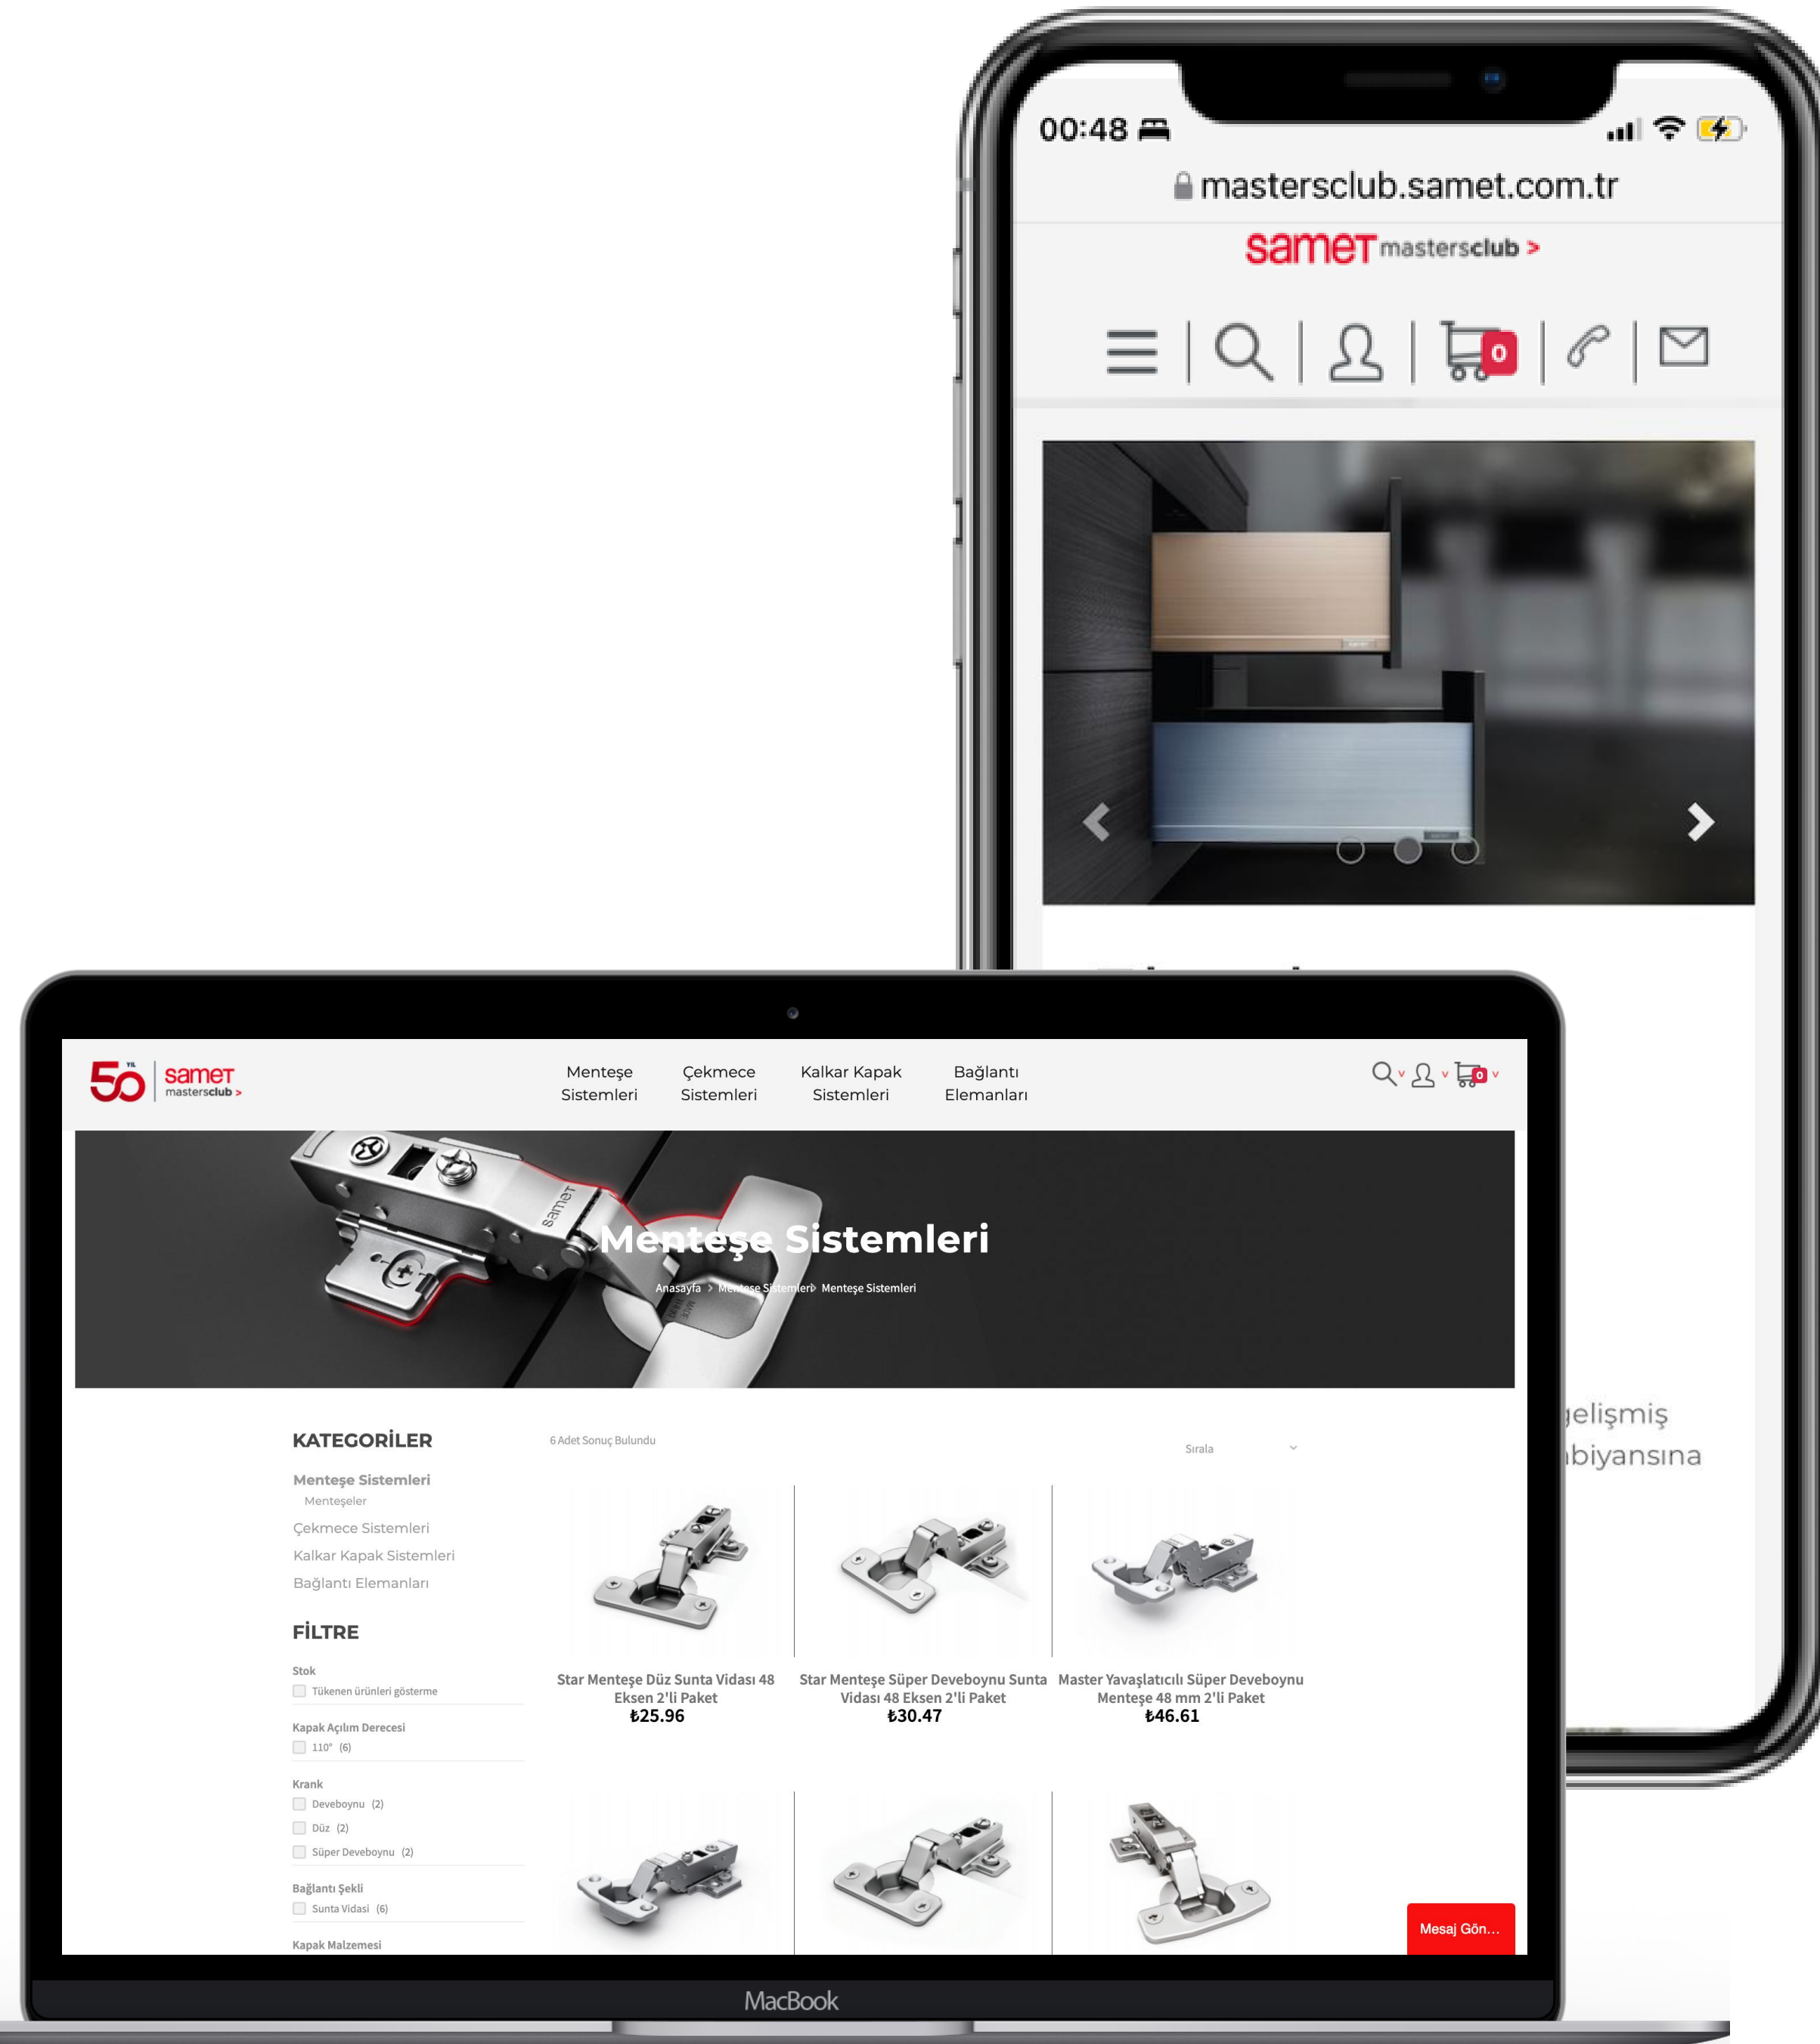 00:48
mastersclub.samet.com.tr
samet mastersclub >
0
gelişmiş
50 YIL
samet
mastersclub >
Menteşe
Sistemleri
Çekmece
Sistemleri
Kalkar Kapak
Sistemleri
Bağlantı
Elemanları
0
samet
Menteşe Sistemleri
Anasayfa > Menteşe Sistemleri > Menteşe Sistemleri
KATEGORİLER
Menteşe Sistemleri
Menteşeler
Çekmece Sistemleri
Kalkar Kapak Sistemleri
Bağlantı Elemanları
FİLTRE
Stok
Tükenen ürünleri gösterme
Kapak Açılım Derecesi
110° (6)
Krank
Deveboynu (2)
Düz (2)
Süper Deveboynu (2)
Bağlantı Şekli
Sunta Vidasi (6)
Kapak Malzemesi
6 Adet Sonuç Bulundu
Sırala
Star Menteşe Düz Sunta Vidası 48
Eksen 2'li Paket
₺25.96
Star Menteşe Süper Deveboynu Sunta
Vidası 48 Eksen 2'li Paket
₺30.47
Master Yavaşlatıcılı Süper Deveboynu
Menteşe 48 mm 2'li Paket
₺46.61
Mesaj Gön...
MacBook